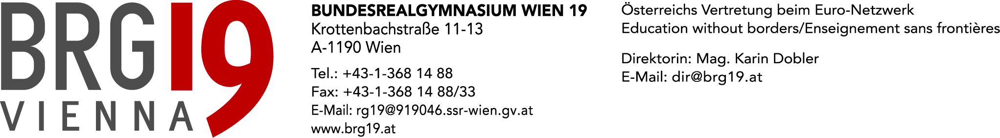 BRG19
VIENNA
BUNDESREALGYMNASIUM WIEN 19
Krottenbachstraße 11-13
A-1190 Wien
Tel.: +43-1-368 14 88
Fax: +43-1-368 14 88/33
E-Mail: rg19@919046.ssr-wien.gv.at
www.brg19.at
Österreichs Vertretung beim Euro-Netzwerk
Education without borders/Enseignement sans frontières
Direktorin: Mag. Karin Dobler
E-Mail: dir@brg19.at